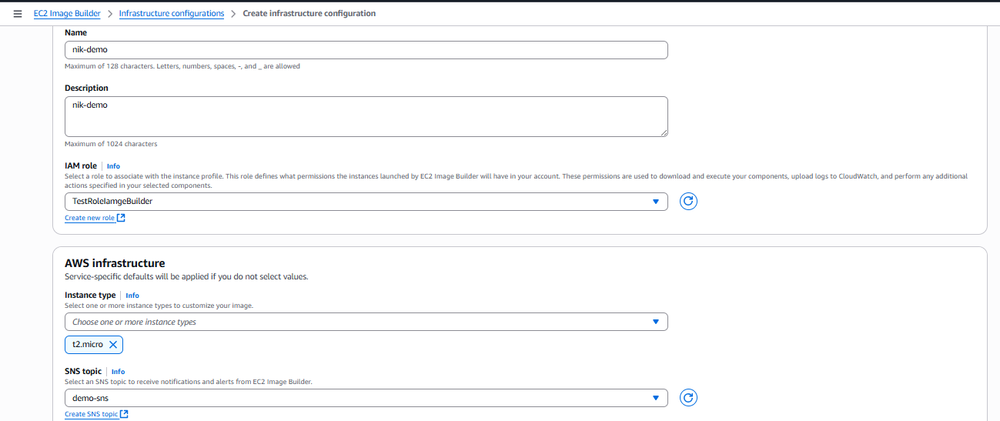 EC2 Image Builder > Infrastructure configurations > Create infrastructure configuration
Name
nik-demo
Maximum of 128 characters. Letters, numbers, spaces, -, and _ are allowed
Description
nik-demo
Maximum of 1024 characters
IAM role | Info
Select a role to associate with the instance profile. This role defines what permissions the instances launched by EC2 Image Builder will have in your account. These permissions are used to download and execute your components, upload logs to CloudWatch, and perform any additional
actions specified in your selected components.
TestRoleIamgeBuilder
Create new role
AWS infrastructure
Service-specific defaults will be applied if you do not select values.
Instance type | Info
Select one or more instance types to customize your image.
Choose one or more instance types
t2.micro
SNS topic | Info
Select an SNS topic to receive notifications and alerts from EC2 Image Builder.
demo-sns
Create SNS topic